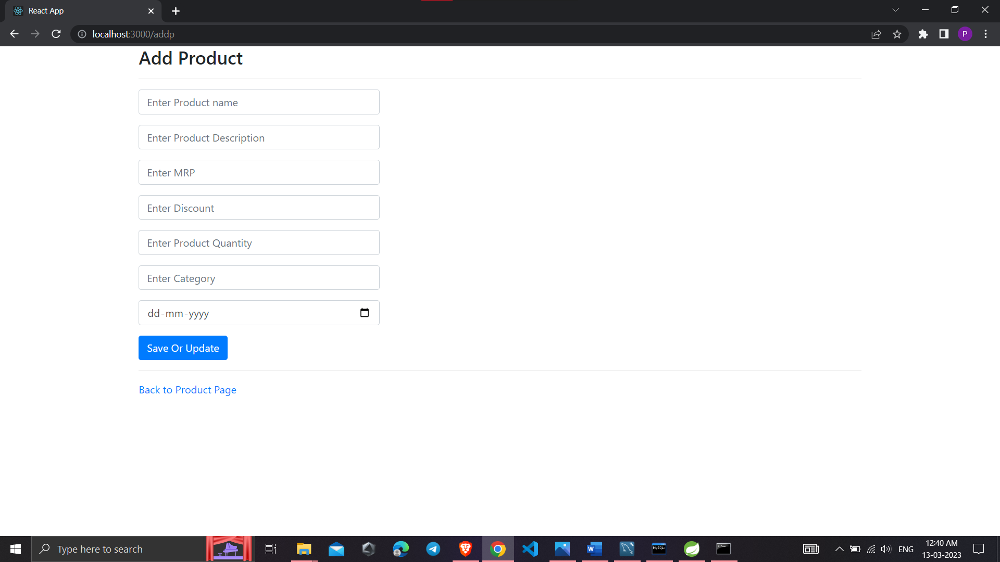 React App
localhost:3000/addp
P
Add Product
Enter Product name
Enter Product Description
Enter MRP
Enter Discount
Enter Product Quantity
Enter Category
dd-mm-yyyy
Save Or Update
Back to Product Page
Type here to search
W
MySQL
ENG
12:40 AM
13-03-2023